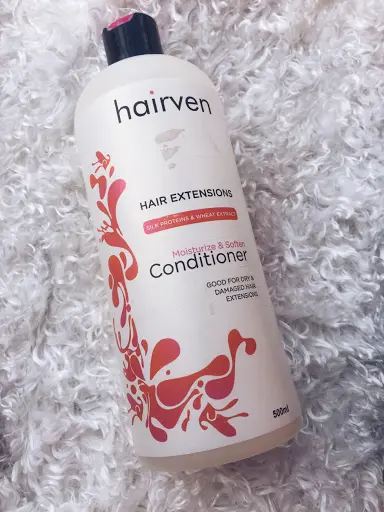 hairven
HAIR EXTENSIONS
SILK PROTEINS & WHEAT EXTRACT
Moisturize & Soften
Conditioner
GOOD FOR DRY &
DAMAGED HAIR
EXTENSIONS
500ml